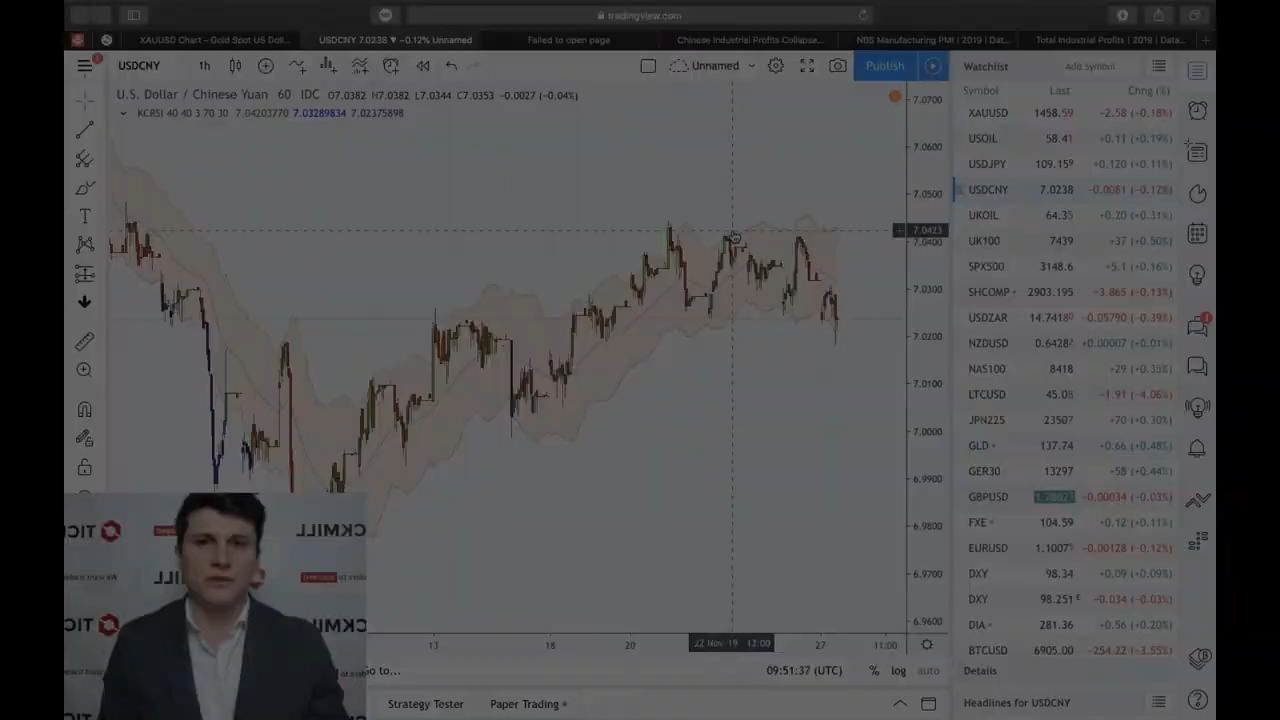 tradingview.com
XAUUSD Chart – Gold Spot US Doll... USDCNY 7.0238 ▼ −0.12% Unnamed Failed to open page Chinese Industrial Profits Collapse... NBS Manufacturing PMI | 2019 | Dat... Total Industrial Profits | 2019 | Data...
USDCNY 1h Unnamed Publish
Watchlist Add Symbol
U.S. Dollar / Chinese Yuan 60 IDC O7.0382 H7.0382 L7.0344 C7.0353 −0.0027 (−0.04%)
KCRSI 40 40 3 70 30 7.04203770 7.03289834 7.02375898
7.0700
7.0600
7.0500
7.0423
7.0400
7.0300
7.0200
7.0100
7.0000
6.9900
6.9800
6.9700
6.9600
13 18 20 22 Nov '19 13:00 27 11:00
Go to... 09:51:37 (UTC) % log auto
Strategy Tester Paper Trading
Symbol Last Chng (%)
XAUUSD 1458.59 −2.58 (−0.18%)
USOIL 58.41 +0.11 (+0.19%)
USDJPY 109.159 +0.120 (+0.11%)
USDCNY 7.0238 −0.0081 (−0.12%)
UKOIL 64.35 +0.20 (+0.31%)
UK100 7439 +37 (+0.50%)
SPX500 3148.6 +5.1 (+0.16%)
SHCOMP 2903.195 −3.865 (−0.13%)
USDZAR 14.74180 −0.05790 (−0.39%)
NZDUSD 0.64282 +0.00007 (+0.01%)
NAS100 8418 +29 (+0.35%)
LTCUSD 45.08 −1.91 (−4.06%)
JPN225 23507 +70 (+0.30%)
GLD 137.74 +0.66 (+0.48%)
GER30 13297 +58 (+0.44%)
GBPUSD −0.00034 (−0.03%)
FXE 104.59 +0.12 (+0.11%)
EURUSD 1.10075 −0.00128 (−0.12%)
DXY 98.34 +0.09 (+0.09%)
DXY 98.251 E −0.034 (−0.03%)
DIA 281.36 +0.56 (+0.20%)
BTCUSD 6905.00 −254.22 (−3.55%)
Details
Headlines for USDCNY